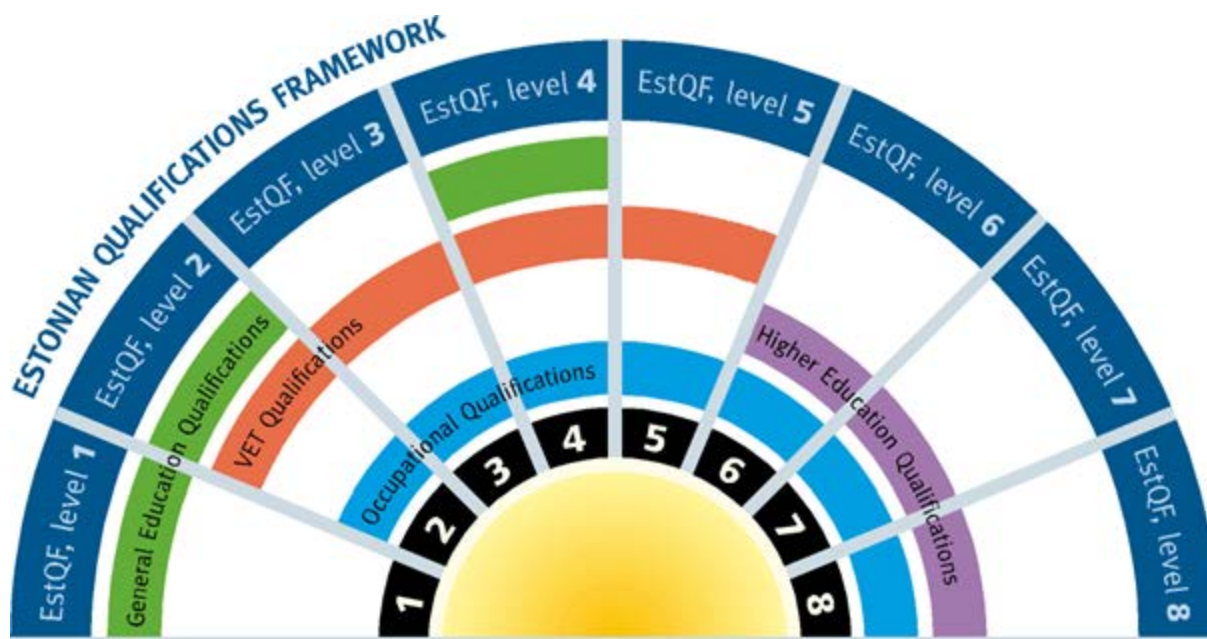 ESTONIAN QUALIFICATIONS FRAMEWORK
EstQF, level 1
EstQF, level 2
EstQF, level 3
EstQF, level 4
EstQF, level 5
EstQF, level 6
EstQF, level 7
EstQF, level 8
General Education Qualifications
VET Qualifications
Occupational Qualifications
Higher Education Qualifications
1
2
3
4
5
6
7
8